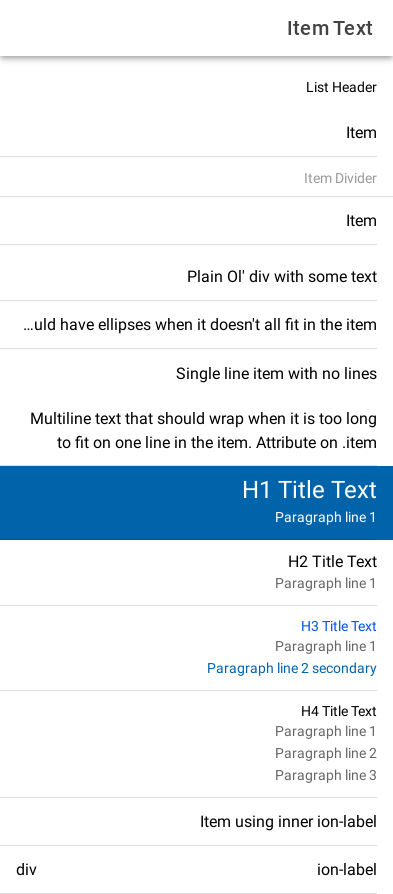 Item Text
List Header
Item
Item Divider
Item
Plain Ol' div with some text
...uld have ellipses when it doesn't all fit in the item
Single line item with no lines
Multiline text that should wrap when it is too long
to fit on one line in the item. Attribute on .item
H1 Title Text
Paragraph line 1
H2 Title Text
Paragraph line 1
H3 Title Text
Paragraph line 1
Paragraph line 2 secondary
H4 Title Text
Paragraph line 1
Paragraph line 2
Paragraph line 3
Item using inner ion-label
div ion-label